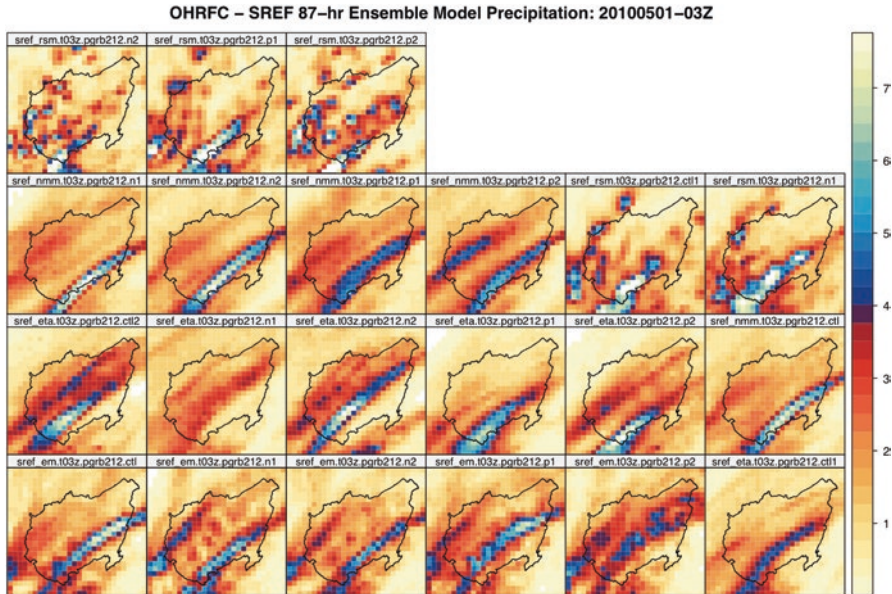 OHRFC – SREF 87–hr Ensemble Model Precipitation: 20100501–03Z
sref_rsm.t03z.pgrb212.n2 sref_rsm.t03z.pgrb212.p1 sref_rsm.t03z.pgrb212.p2
sref_nmm.t03z.pgrb212.n1 sref_nmm.t03z.pgrb212.n2 sref_nmm.t03z.pgrb212.p1 sref_nmm.t03z.pgrb212.p2 sref_rsm.t03z.pgrb212.ctl1 sref_rsm.t03z.pgrb212.n1
sref_eta.t03z.pgrb212.ctl2 sref_eta.t03z.pgrb212.n1 sref_eta.t03z.pgrb212.n2 sref_eta.t03z.pgrb212.p1 sref_eta.t03z.pgrb212.p2 sref_nmm.t03z.pgrb212.ctl
sref_em.t03z.pgrb212.ctl sref_em.t03z.pgrb212.n1 sref_em.t03z.pgrb212.n2 sref_em.t03z.pgrb212.p1 sref_em.t03z.pgrb212.p2 sref_eta.t03z.pgrb212.ctl1